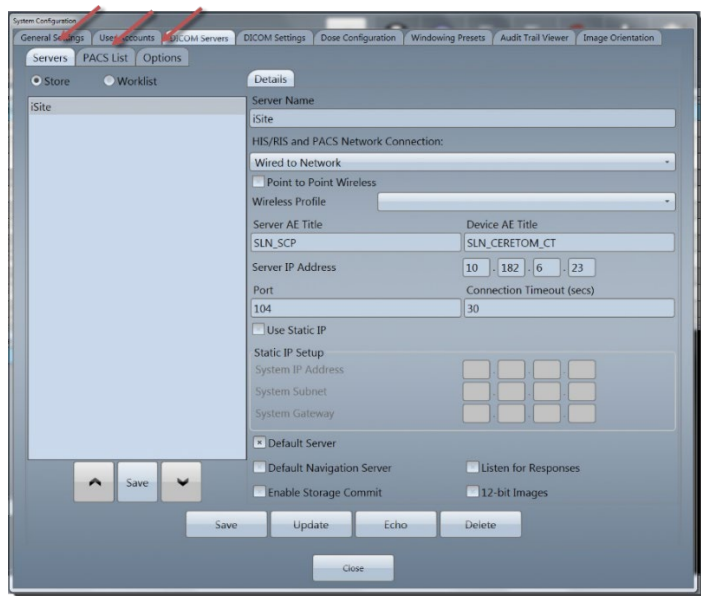 System Configuration
General Settings User Accounts DICOM Servers DICOM Settings Dose Configuration Windowing Presets Audit Trail Viewer Image Orientation
Servers PACS List Options
Store Worklist Details
iSite
Server Name
iSite
HIS/RIS and PACS Network Connection:
Wired to Network
Point to Point Wireless
Wireless Profile
Server AE Title Device AE Title
SLN_SCP SLN_CERETOM_CT
Server IP Address 10 . 182 . 6 . 23
Port Connection Timeout (secs)
104 30
Use Static IP
Static IP Setup
System IP Address
System Subnet
System Gateway
Default Server
Default Navigation Server Listen for Responses
Enable Storage Commit 12-bit Images
Save
Save Update Echo Delete
Close